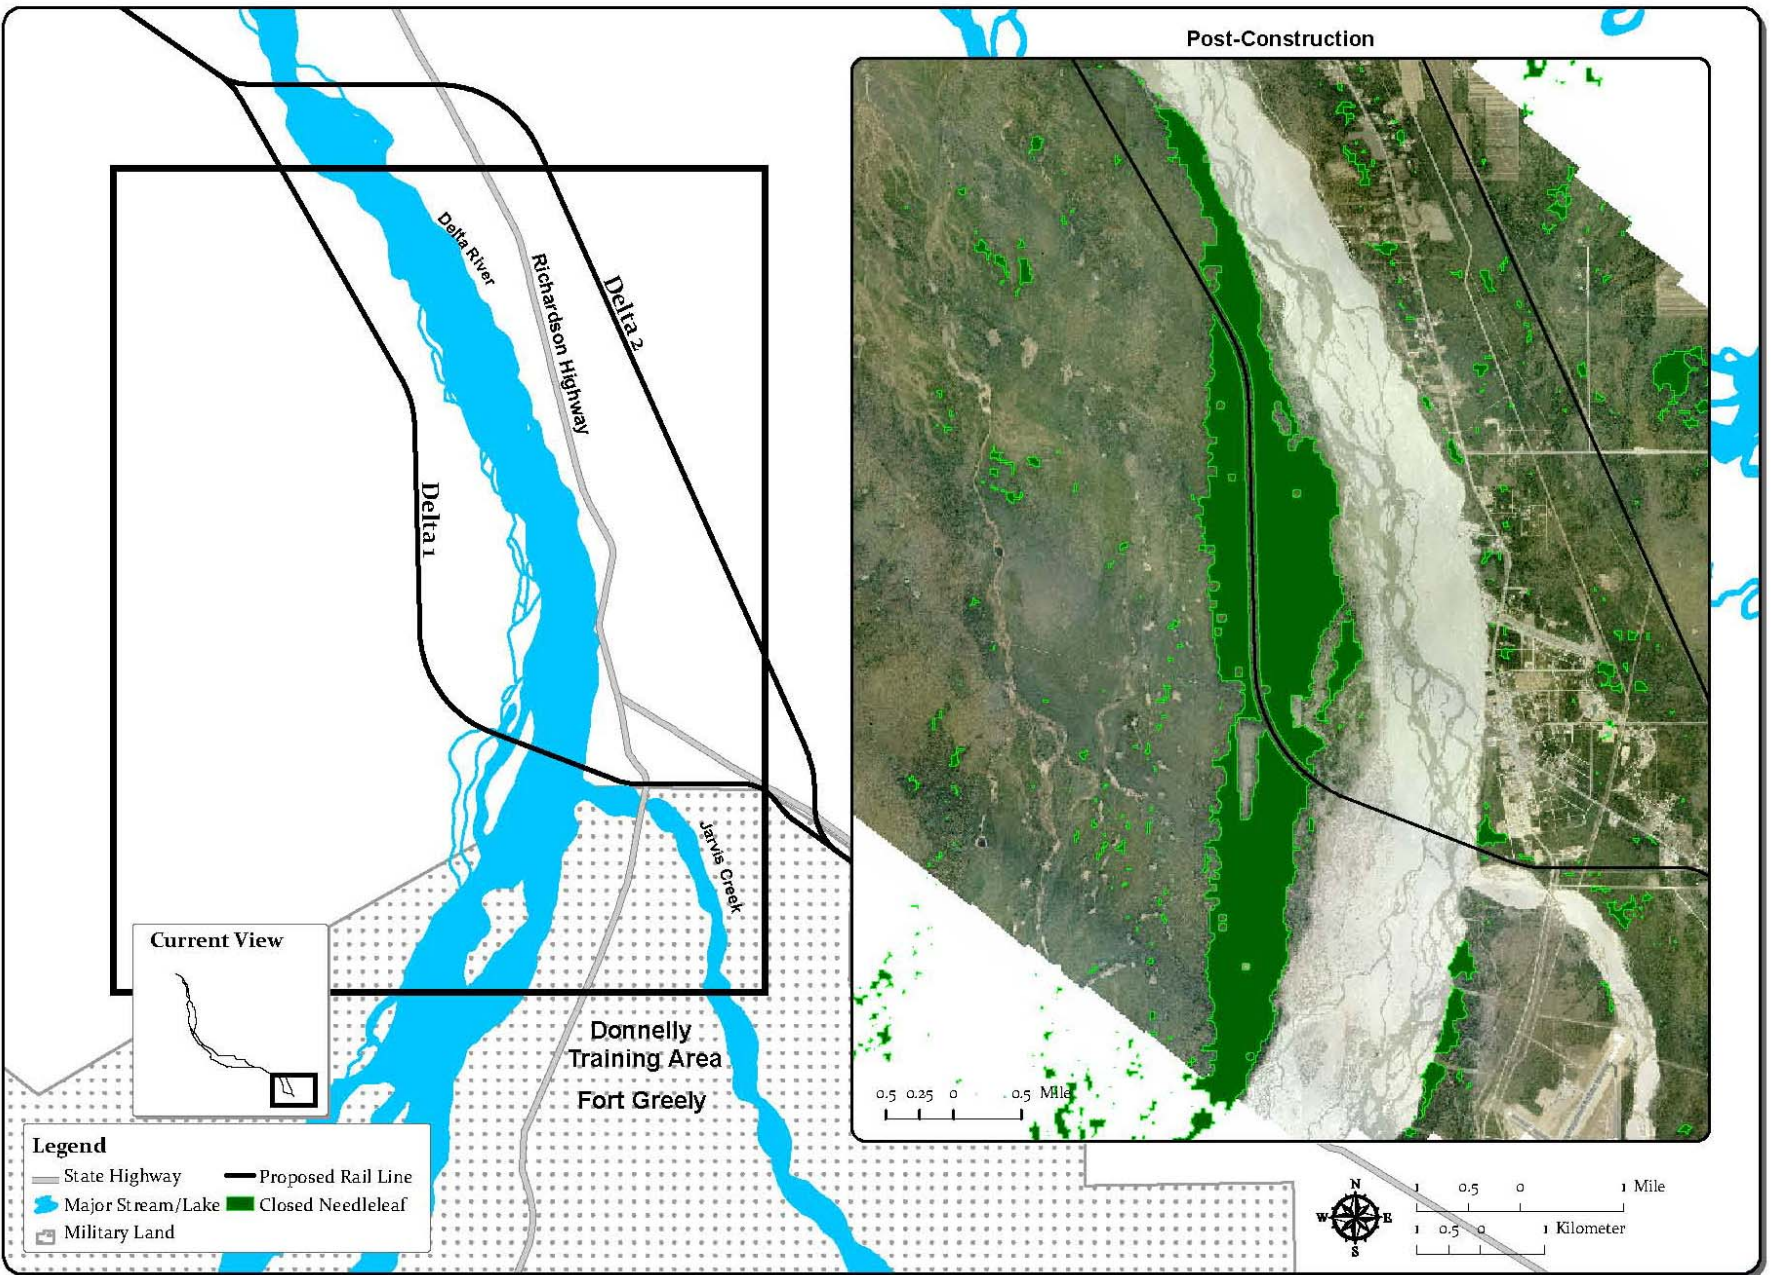 Post-Construction
Delta River
Richardson Highway
Delta 2
Delta 1
Jarvis Creek
Donnelly
Training Area
Fort Greely
Current View
Legend
State Highway
Proposed Rail Line
Major Stream/Lake
Closed Needleleaf
Military Land
0.5 0.25 0 0.5 Mile
N
W E
S
1 0.5 0 1 Mile
1 0.5 0 1 Kilometer